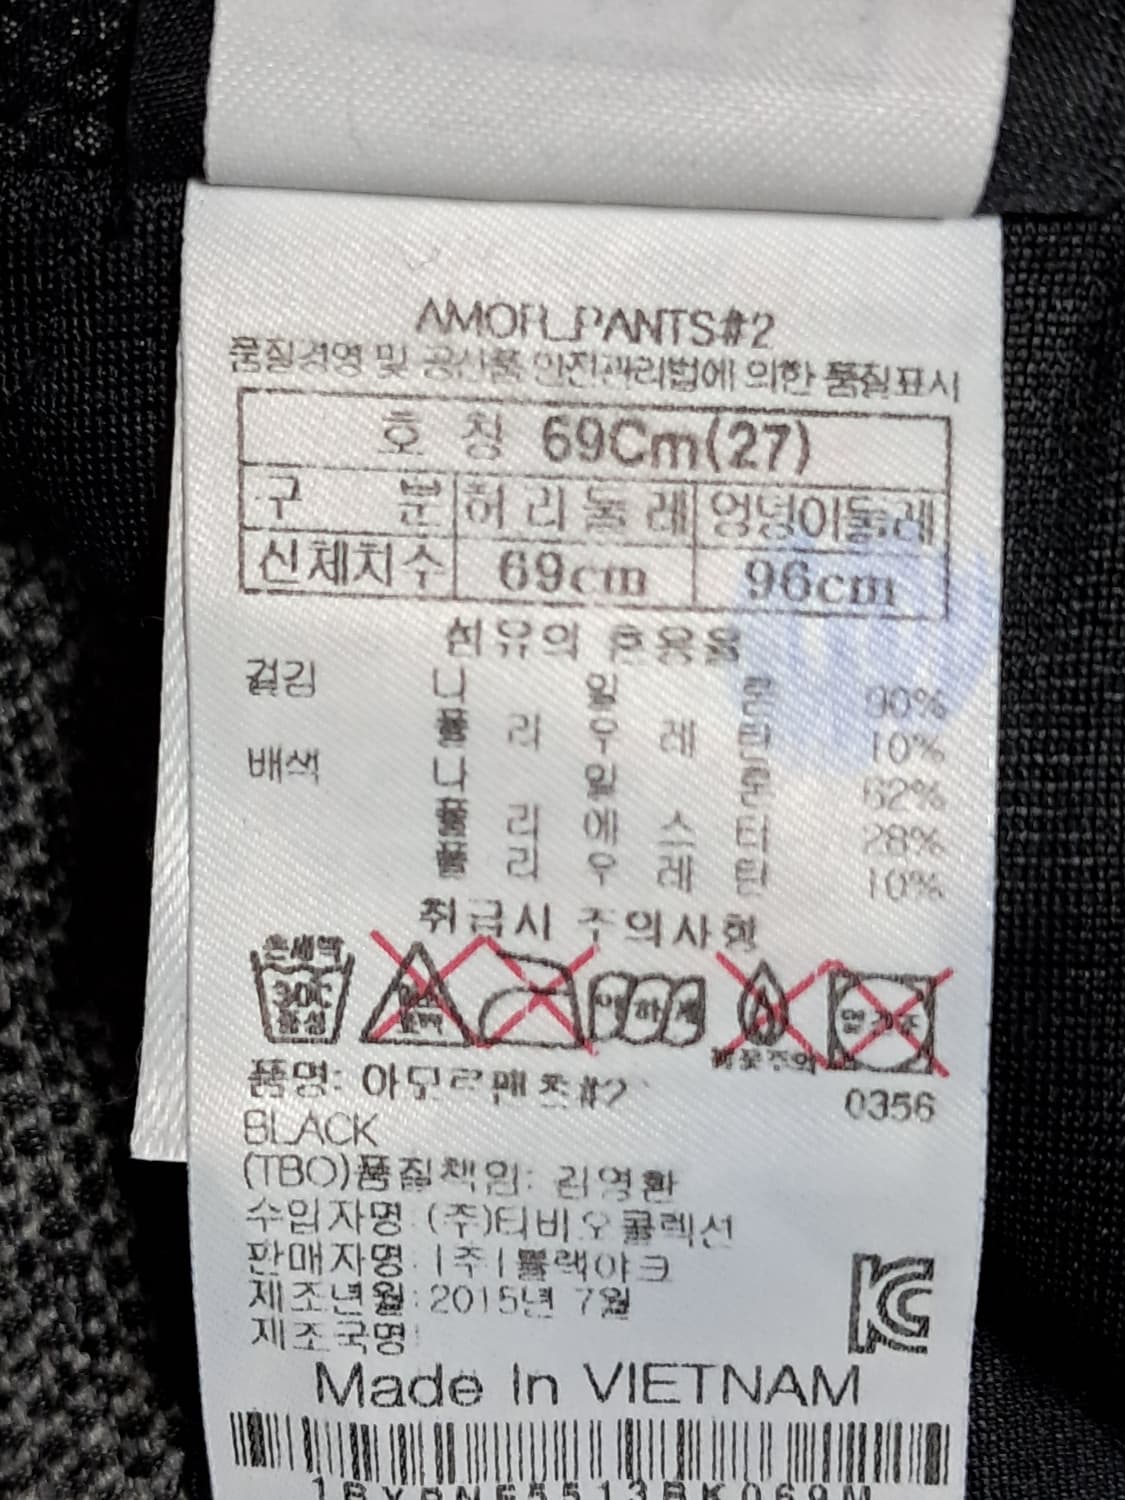 AMOR_PANTS#2
품질경영 및 공산품 안전관리법에 의한 품질표시
호 칭 69Cm(27)
구 분 허리둘레 엉덩이둘레
신체치수 69cm 96cm
섬유의 혼용율
겉감 나 일 론 90%
폴 리 우 레 탄 10%
배색 나 일 론 62%
폴 리 에 스 터 28%
폴 리 우 레 탄 10%
취급시 주의사항
손세탁 30℃ 중성
품명: 아모르팬츠#2
0356
BLACK
(TBO)품질책임: 김영환
수입자명 (주)티비오콜렉션
판매자명: (주)블랙야크
제조년월: 2015년 7월
제조국명:
Made In VIETNAM